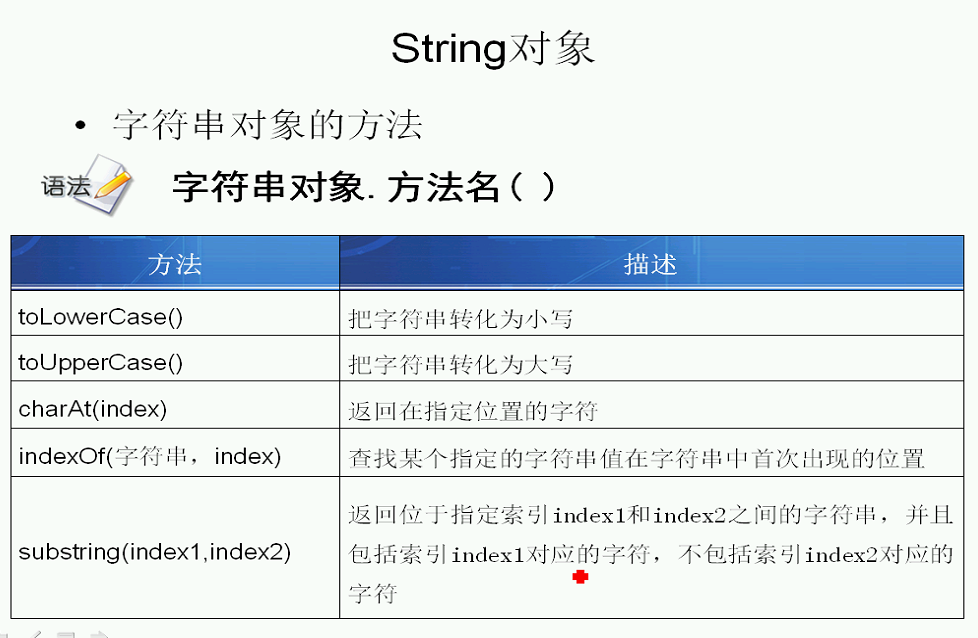 String对象
• 字符串对象的方法
语法 字符串对象.方法名( )
方法 描述
toLowerCase() 把字符串转化为小写
toUpperCase() 把字符串转化为大写
charAt(index) 返回在指定位置的字符
indexOf(字符串，index) 查找某个指定的字符串值在字符串中首次出现的位置
substring(index1,index2) 返回位于指定索引index1和index2之间的字符串，并且
包括索引index1对应的字符，不包括索引index2对应的
字符